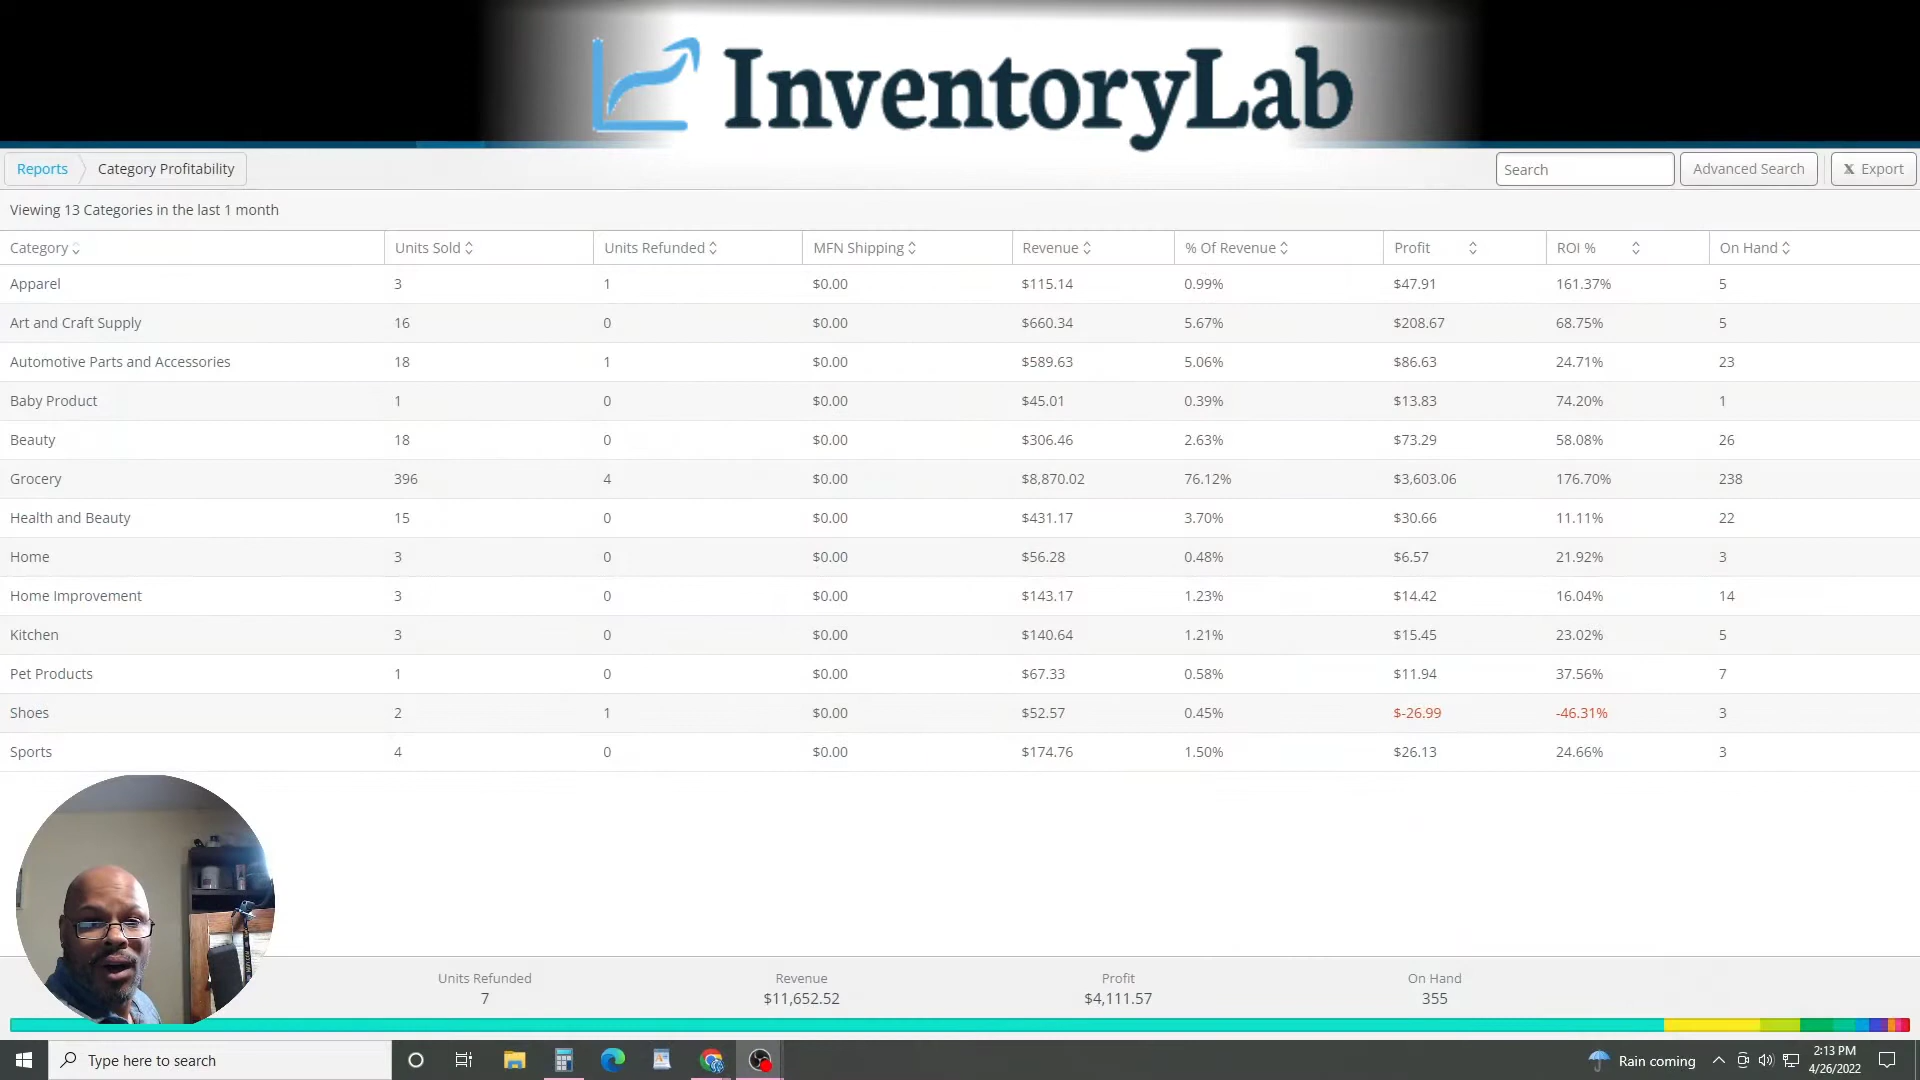 InventoryLab
Reports Category Profitability Search Advanced Search Export
Viewing 13 Categories in the last 1 month
Category Units Sold Units Refunded MFN Shipping Revenue % Of Revenue Profit ROI % On Hand
Apparel 3 1 $0.00 $115.14 0.99% $47.91 161.37% 5
Art and Craft Supply 16 0 $0.00 $660.34 5.67% $208.67 68.75% 5
Automotive Parts and Accessories 18 1 $0.00 $589.63 5.06% $86.63 24.71% 23
Baby Product 1 0 $0.00 $45.01 0.39% $13.83 74.20% 1
Beauty 18 0 $0.00 $306.46 2.63% $73.29 58.08% 26
Grocery 396 4 $0.00 $8,870.02 76.12% $3,603.06 176.70% 238
Health and Beauty 15 0 $0.00 $431.17 3.70% $30.66 11.11% 22
Home 3 0 $0.00 $56.28 0.48% $6.57 21.92% 3
Home Improvement 3 0 $0.00 $143.17 1.23% $14.42 16.04% 14
Kitchen 3 0 $0.00 $140.64 1.21% $15.45 23.02% 5
Pet Products 1 0 $0.00 $67.33 0.58% $11.94 37.56% 7
Shoes 2 1 $0.00 $52.57 0.45% $-26.99 -46.31% 3
Sports 4 0 $0.00 $174.76 1.50% $26.13 24.66% 3
Units Refunded Revenue Profit On Hand
7 $11,652.52 $4,111.57 355
Type here to search Rain coming 2:13 PM
4/26/2022